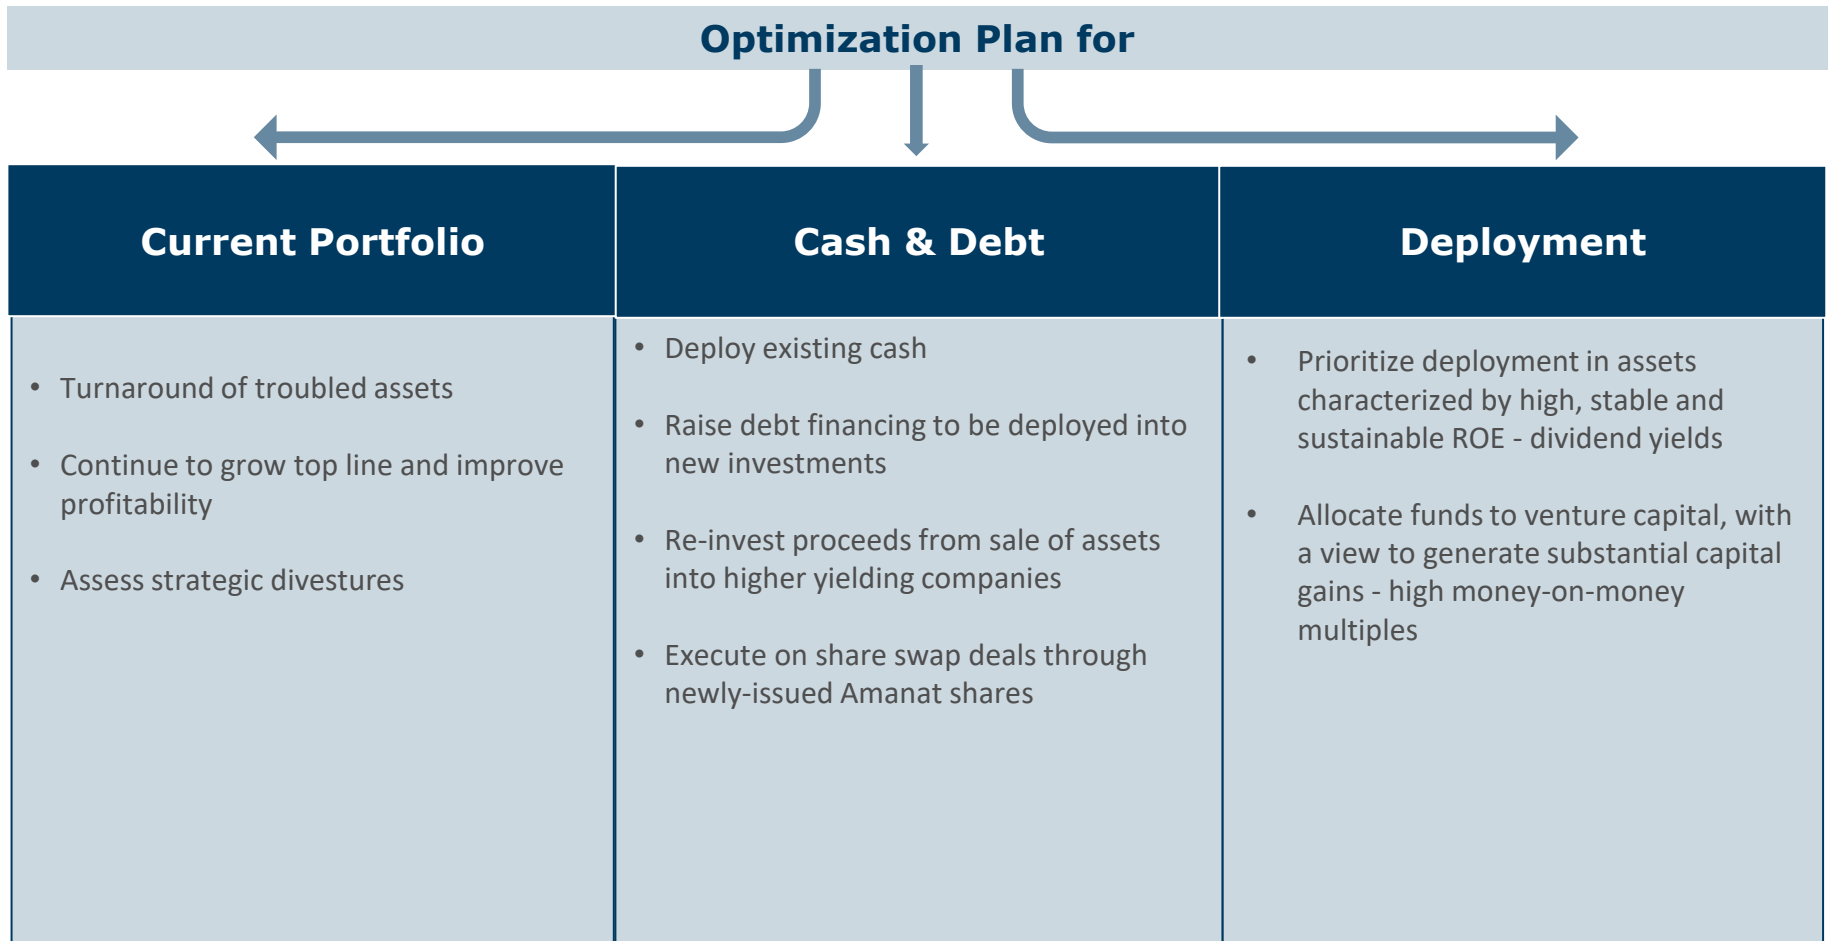 Optimization Plan for
Current Portfolio
Cash & Debt
Deployment
• Turnaround of troubled assets
• Continue to grow top line and improve
profitability
• Assess strategic divestures
• Deploy existing cash
• Raise debt financing to be deployed into
new investments
• Re-invest proceeds from sale of assets
into higher yielding companies
• Execute on share swap deals through
newly-issued Amanat shares
• Prioritize deployment in assets
characterized by high, stable and
sustainable ROE - dividend yields
• Allocate funds to venture capital, with
a view to generate substantial capital
gains - high money-on-money
multiples